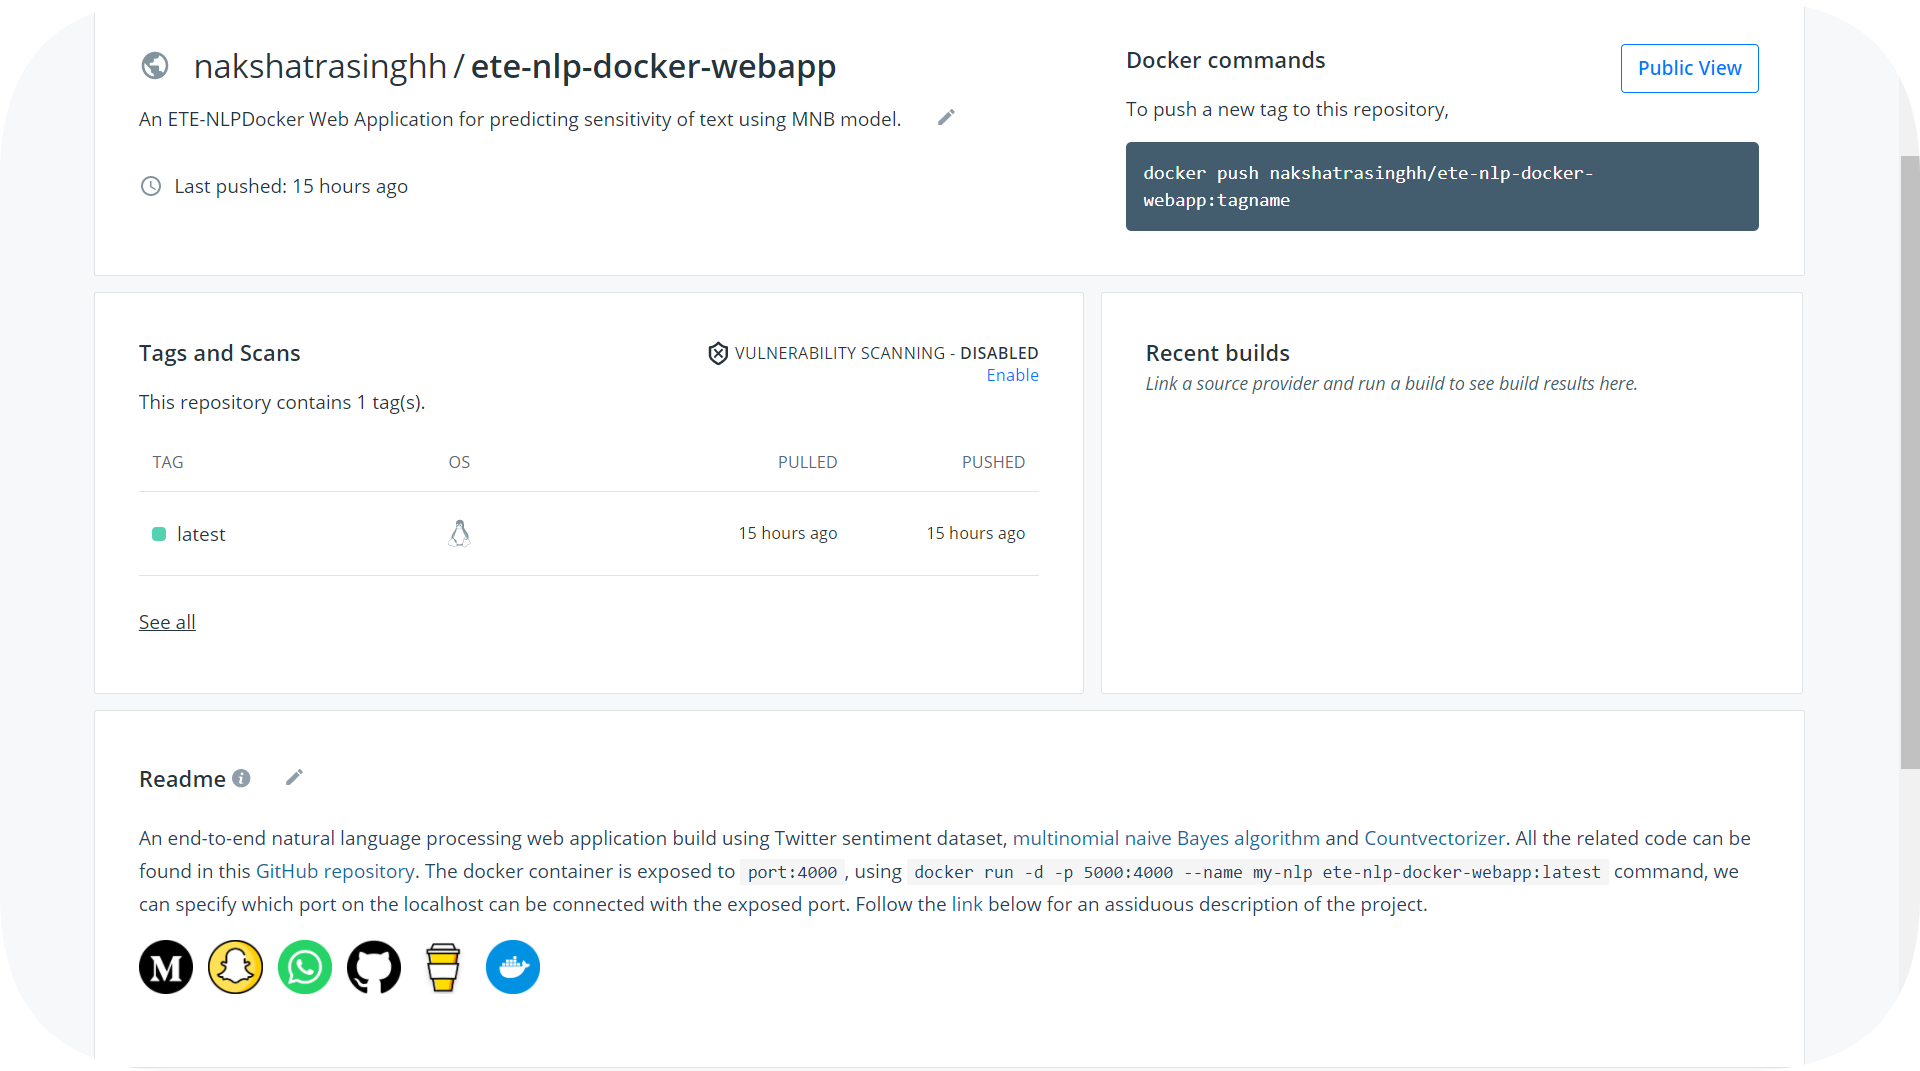 nakshatrasinghh / ete-nlp-docker-webapp
An ETE-NLPDocker Web Application for predicting sensitivity of text using MNB model.
Last pushed: 15 hours ago
Docker commands
Public View
To push a new tag to this repository,
docker push nakshatrasinghh/ete-nlp-docker-
webapp:tagname
Tags and Scans
VULNERABILITY SCANNING - DISABLED
Enable
This repository contains 1 tag(s).
TAG OS PULLED PUSHED
latest 15 hours ago 15 hours ago
See all
Recent builds
Link a source provider and run a build to see build results here.
Readme
An end-to-end natural language processing web application build using Twitter sentiment dataset, multinomial naive Bayes algorithm and Countvectorizer. All the related code can be
found in this GitHub repository. The docker container is exposed to port:4000 , using docker run -d -p 5000:4000 --name my-nlp ete-nlp-docker-webapp:latest command, we
can specify which port on the localhost can be connected with the exposed port. Follow the link below for an assiduous description of the project.
M